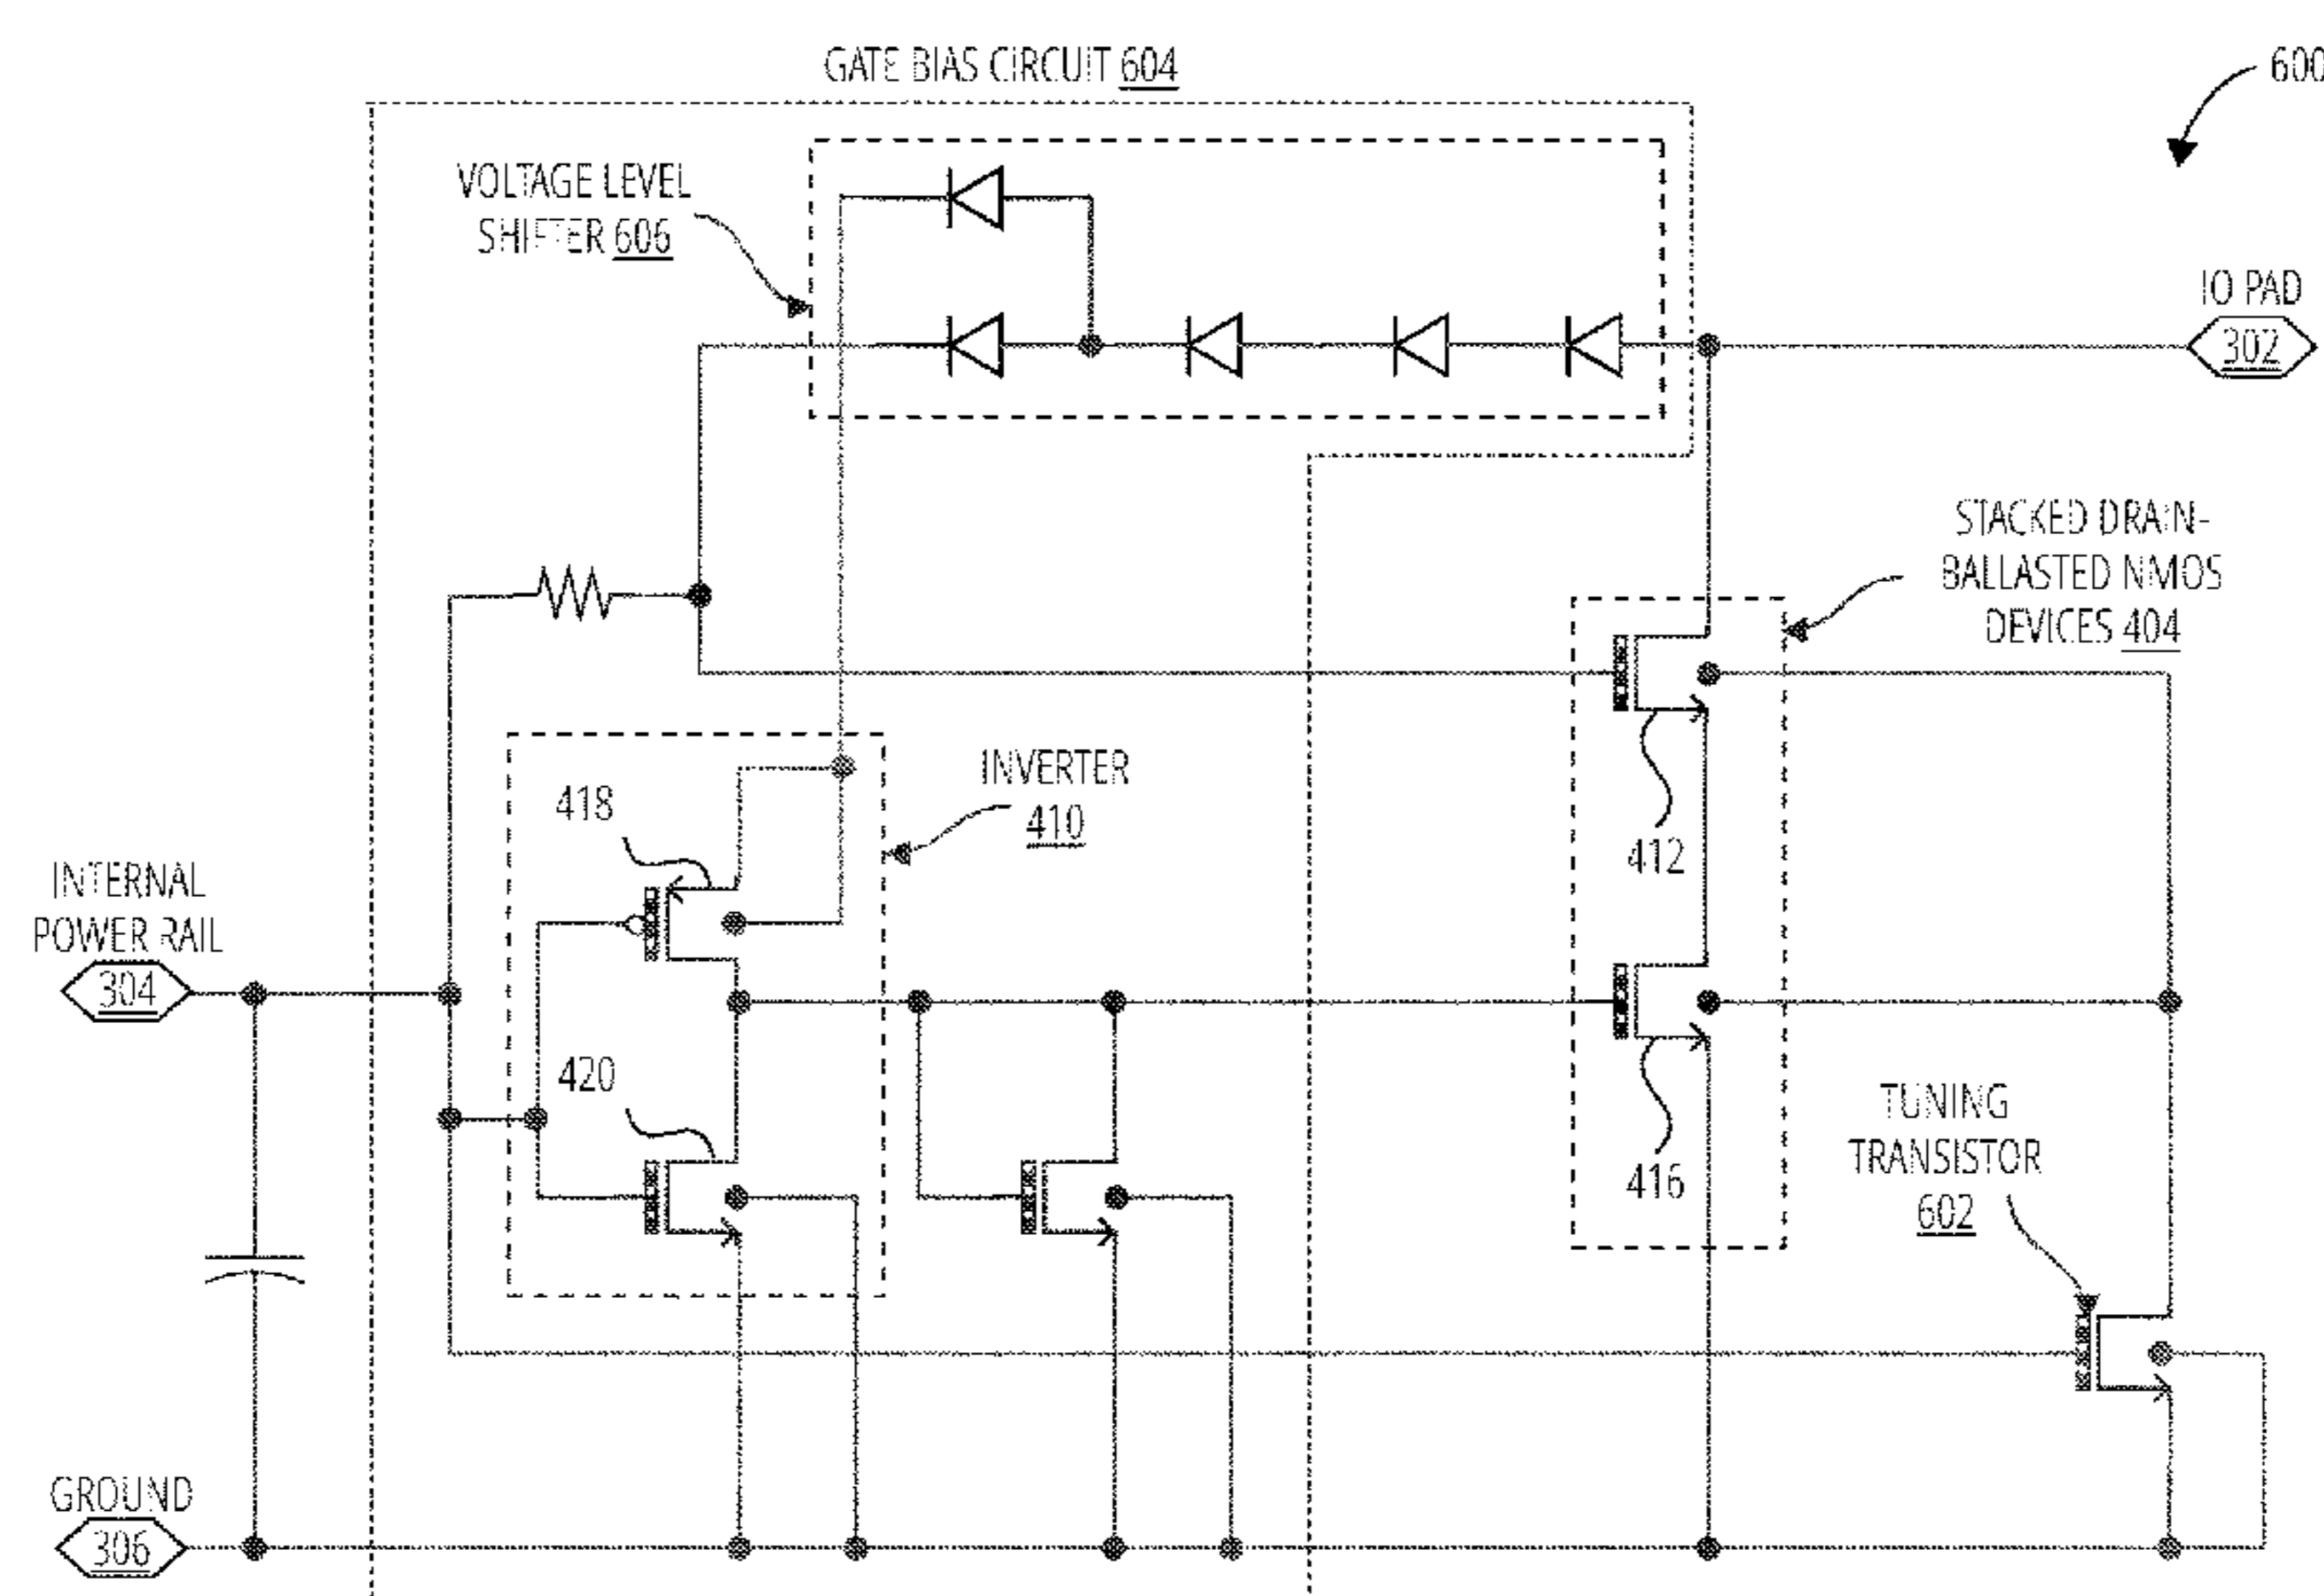 GATE BIAS CIRCUIT 604
600
VOLTAGE LEVEL
SHIFTER 606
IO PAD
302
STACKED DRAIN-
BALLASTED NMOS
DEVICES 404
INVERTER
410
418
412
INTERNAL
POWER RAIL
304
420
416
TUNING
TRANSISTOR
602
GROUND
306